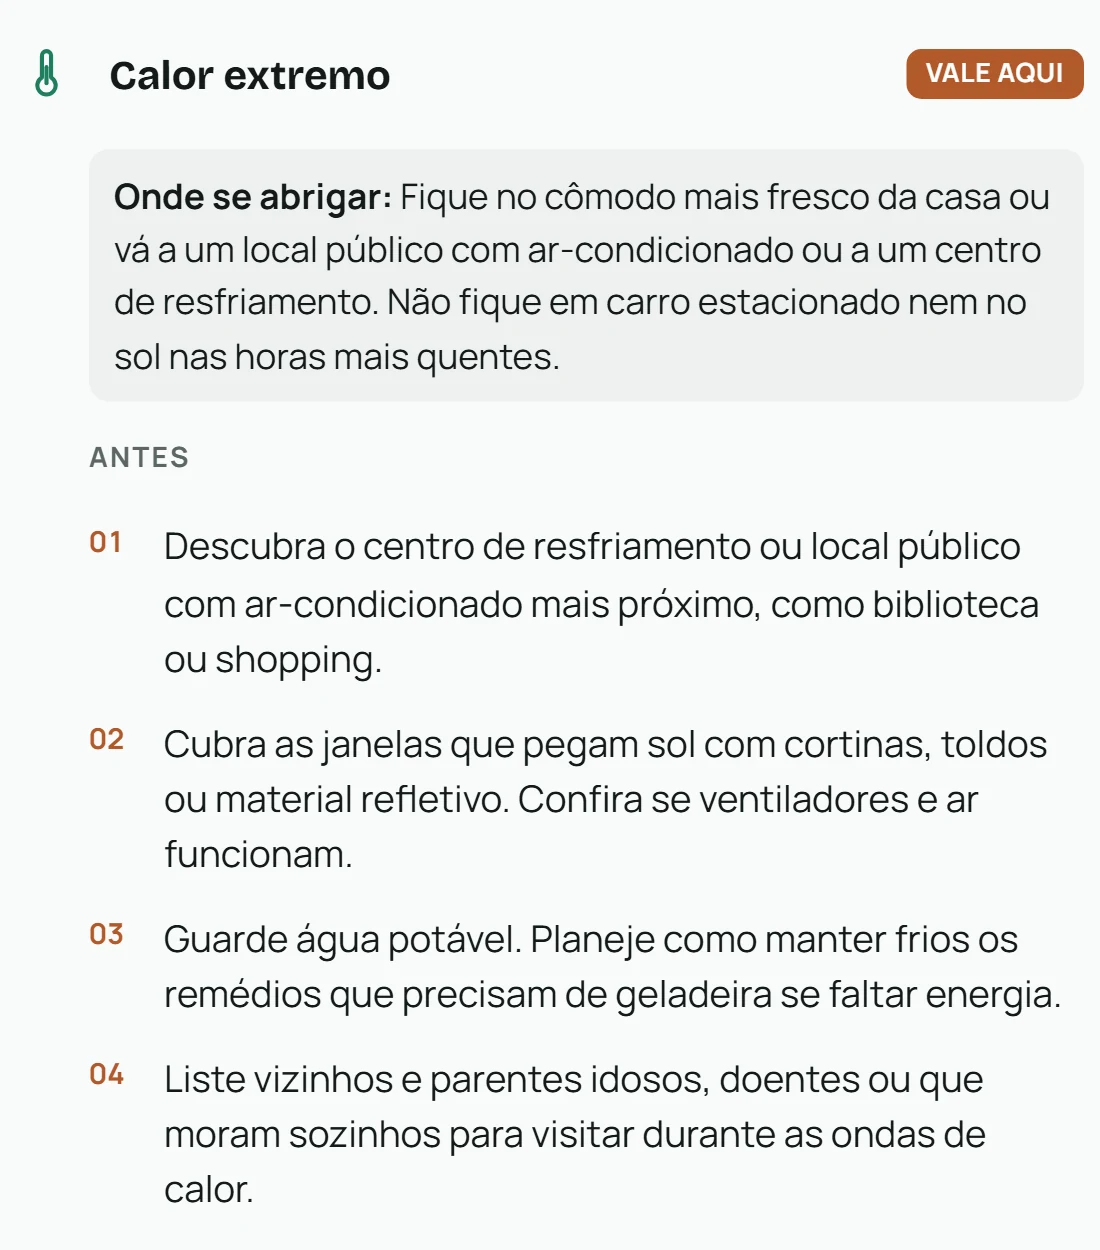 Calor extremo
VALE AQUI
Onde se abrigar: Fique no cômodo mais fresco da casa ou
vá a um local público com ar-condicionado ou a um centro
de resfriamento. Não fique em carro estacionado nem no
sol nas horas mais quentes.
ANTES
01 Descubra o centro de resfriamento ou local público
com ar-condicionado mais próximo, como biblioteca
ou shopping.
02 Cubra as janelas que pegam sol com cortinas, toldos
ou material refletivo. Confira se ventiladores e ar
funcionam.
03 Guarde água potável. Planeje como manter frios os
remédios que precisam de geladeira se faltar energia.
04 Liste vizinhos e parentes idosos, doentes ou que
moram sozinhos para visitar durante as ondas de
calor.